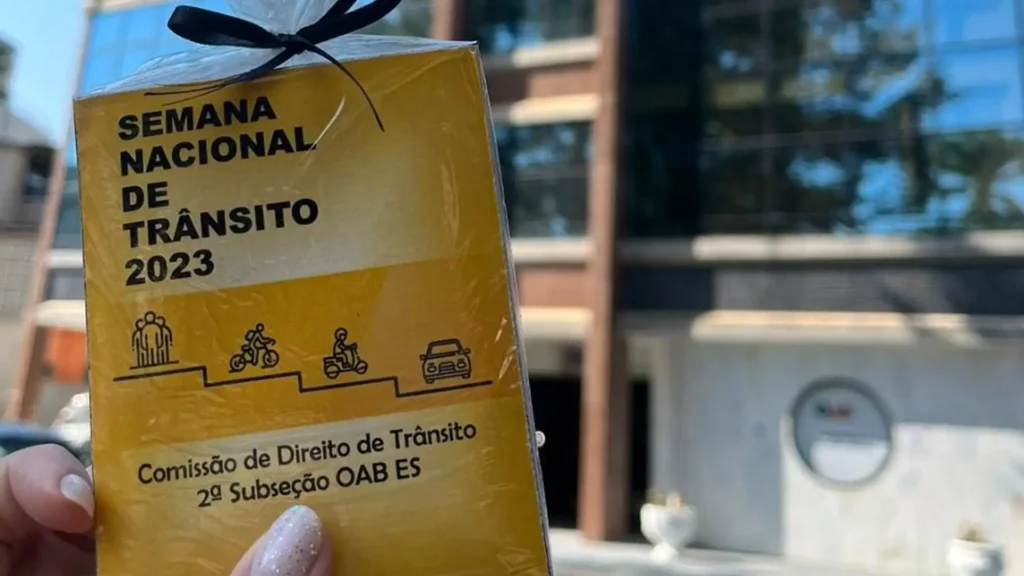 SEMANA
NACIONAL
DE
TRÂNSITO
2023
Comissão de Direito de Trânsito
2ª Subseção OAB ES